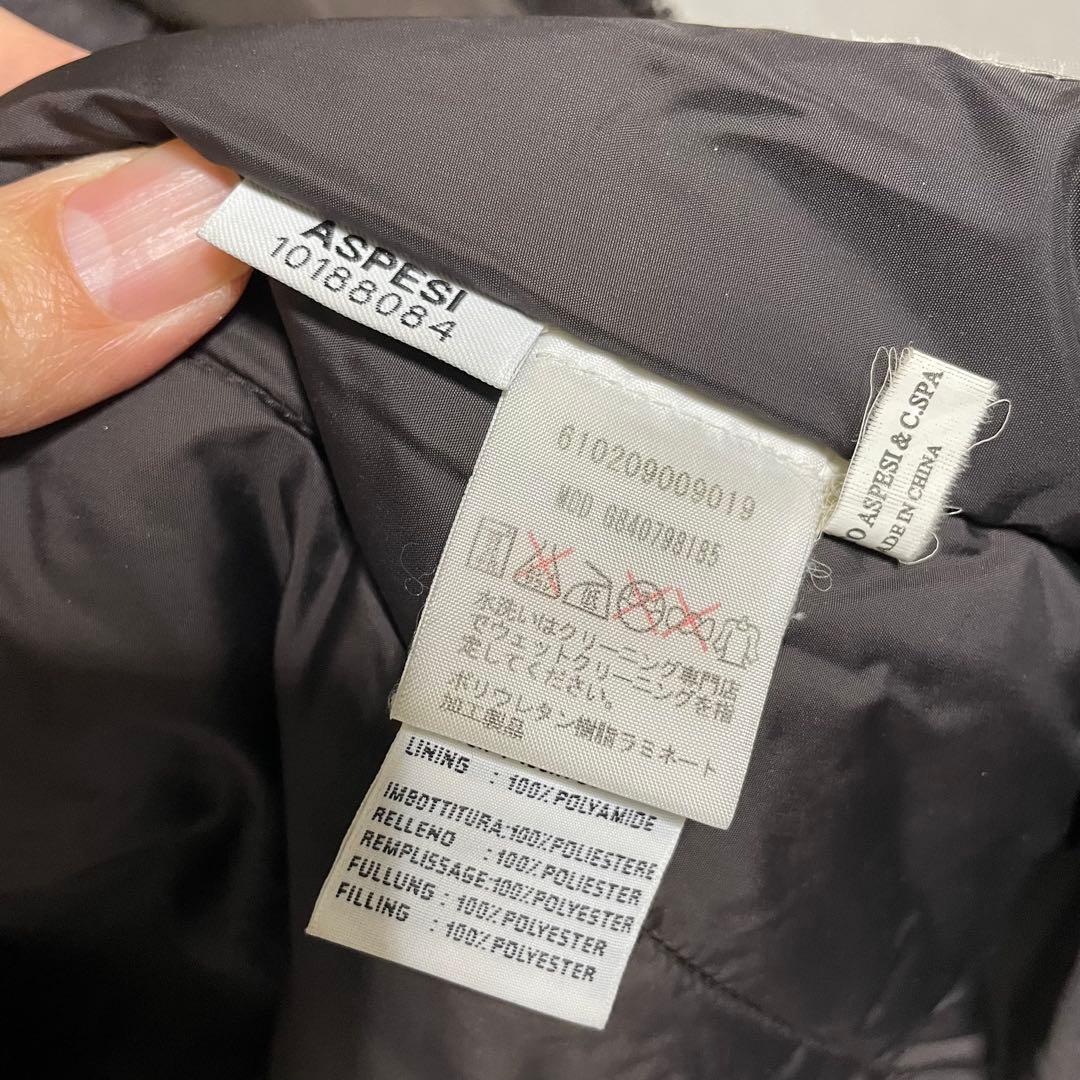 ASPESI
10188084
610209009019
MOD
水洗いはクリーニング専門店
でウェットクリーニングを指
定してください。
ポリウレタン樹脂ラミネート
加工製品
O ASPESI & C.SPA
ADE IN CHINA
LINING : 100% POLYAMIDE
IMBOTTITURA:100% POLIESTERE
RELLENO : 100% POLIESTER
REMPLISSAGE:100% POLYESTER
FULLUNG : 100% POLYESTER
FILLING : 100% POLYESTER